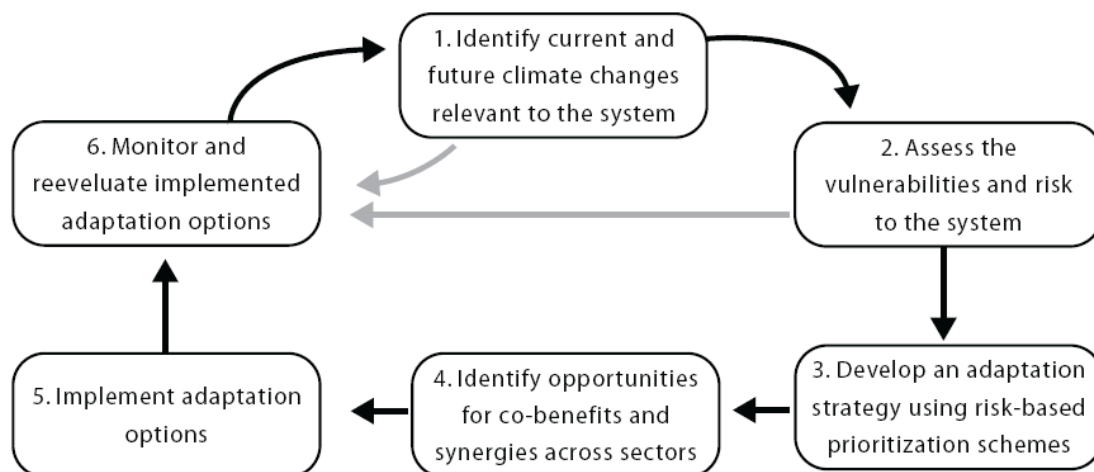 1. Identify current and
future climate changes
relevant to the system
2. Assess the
vulnerabilities and risk
to the system
3. Develop an adaptation
strategy using risk-based
prioritization schemes
4. Identify opportunities
for co-benefits and
synergies across sectors
5. Implement adaptation
options
6. Monitor and
reeveluate implemented
adaptation options